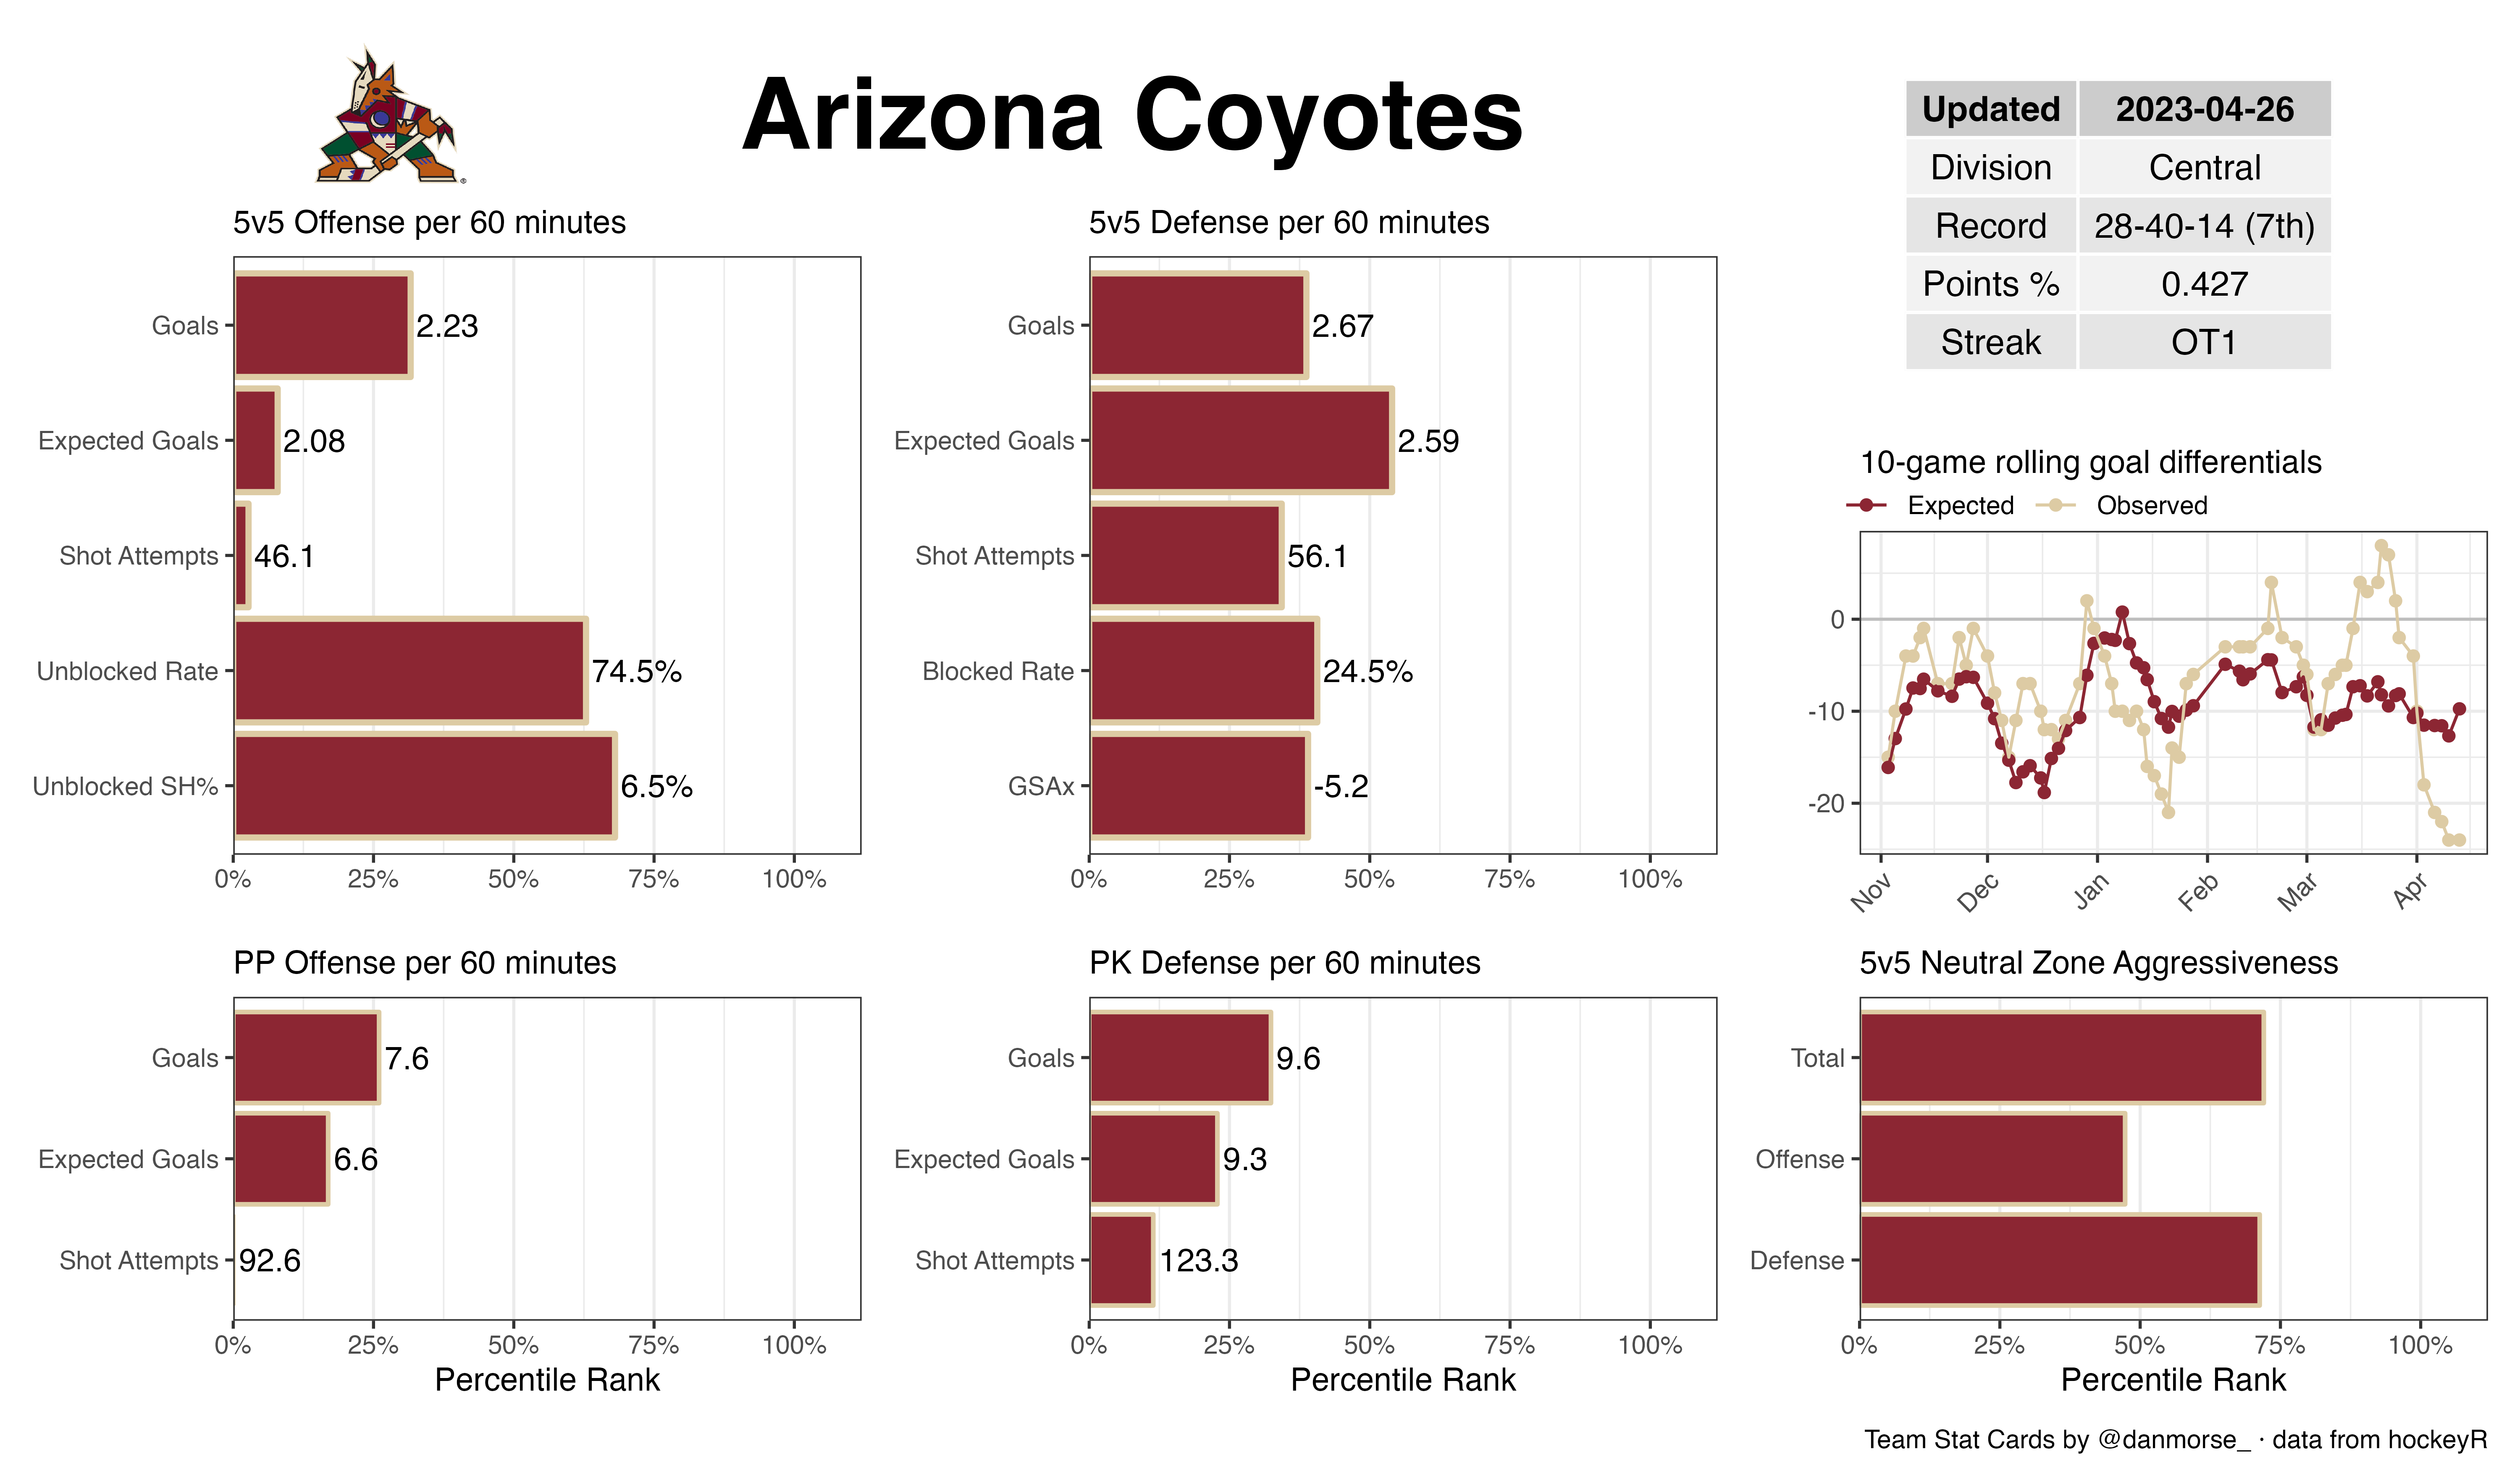 Arizona Coyotes
Updated 2023-04-26
Division Central
Record 28-40-14 (7th)
Points % 0.427
Streak OT1
®
5v5 Offense per 60 minutes
Goals 2.23
Expected Goals 2.08
Shot Attempts 46.1
Unblocked Rate 74.5%
Unblocked SH% 6.5%
0% 25% 50% 75% 100%
5v5 Defense per 60 minutes
Goals 2.67
Expected Goals 2.59
Shot Attempts 56.1
Blocked Rate 24.5%
GSAx -5.2
0% 25% 50% 75% 100%
10-game rolling goal differentials
Expected Observed
0
-10
-20
Nov Dec Jan Feb Mar Apr
PP Offense per 60 minutes
Goals 7.6
Expected Goals 6.6
Shot Attempts 92.6
0% 25% 50% 75% 100%
Percentile Rank
PK Defense per 60 minutes
Goals 9.6
Expected Goals 9.3
Shot Attempts 123.3
0% 25% 50% 75% 100%
Percentile Rank
5v5 Neutral Zone Aggressiveness
Total
Offense
Defense
0% 25% 50% 75% 100%
Percentile Rank
Team Stat Cards by @danmorse_ · data from hockeyR